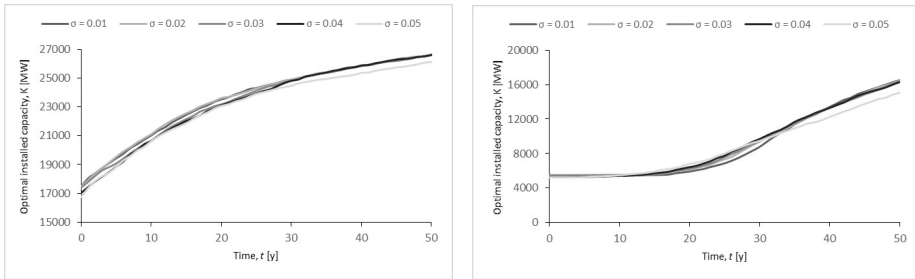 σ = 0.01 σ = 0.02 σ = 0.03 σ = 0.04 σ = 0.05
Optimal installed capacity, K [MW]
27000
25000
23000
21000
19000
17000
15000
0 10 20 30 40 50
Time, t [y]
σ = 0.01 σ = 0.02 σ = 0.03 σ = 0.04 σ = 0.05
Optimal installed capacity, K [MW]
20000
16000
12000
8000
4000
0
0 10 20 30 40 50
Time, t [y]